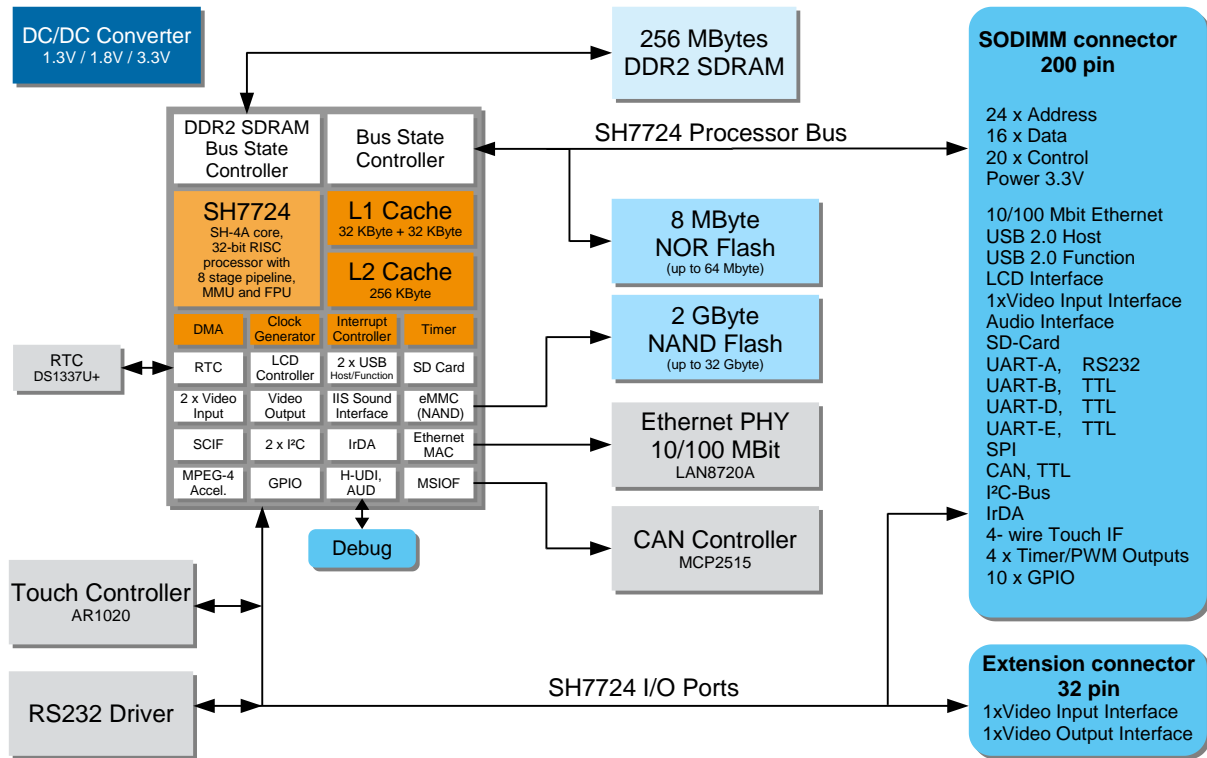 DC/DC Converter
1.3V / 1.8V / 3.3V
256 MBytes
DDR2 SDRAM
SODIMM connector
200 pin
24 x Address
16 x Data
20 x Control
Power 3.3V
10/100 Mbit Ethernet
USB 2.0 Host
USB 2.0 Function
LCD Interface
1xVideo Input Interface
Audio Interface
SD-Card
UART-A, RS232
UART-B, TTL
UART-D, TTL
UART-E, TTL
SPI
CAN, TTL
I²C-Bus
IrDA
4- wire Touch IF
4 x Timer/PWM Outputs
10 x GPIO
DDR2 SDRAM
Bus State
Controller
Bus State
Controller
SH7724 Processor Bus
SH7724
SH-4A core,
32-bit RISC
processor with
8 stage pipeline,
MMU and FPU
L1 Cache
32 KByte + 32 KByte
L2 Cache
256 KByte
8 MByte
NOR Flash
(up to 64 Mbyte)
DMA
Clock
Generator
Interrupt
Controller
Timer
2 GByte
NAND Flash
(up to 32 Gbyte)
RTC
DS1337U+
RTC
LCD
Controller
2 x USB
Host/Function
SD Card
2 x Video
Input
Video
Output
IIS Sound
Interface
eMMC
(NAND)
SCIF
2 x I²C
IrDA
Ethernet
MAC
Ethernet PHY
10/100 MBit
LAN8720A
MPEG-4
Accel.
GPIO
H-UDI,
AUD
MSIOF
Debug
CAN Controller
MCP2515
Touch Controller
AR1020
RS232 Driver
SH7724 I/O Ports
Extension connector
32 pin
1xVideo Input Interface
1xVideo Output Interface